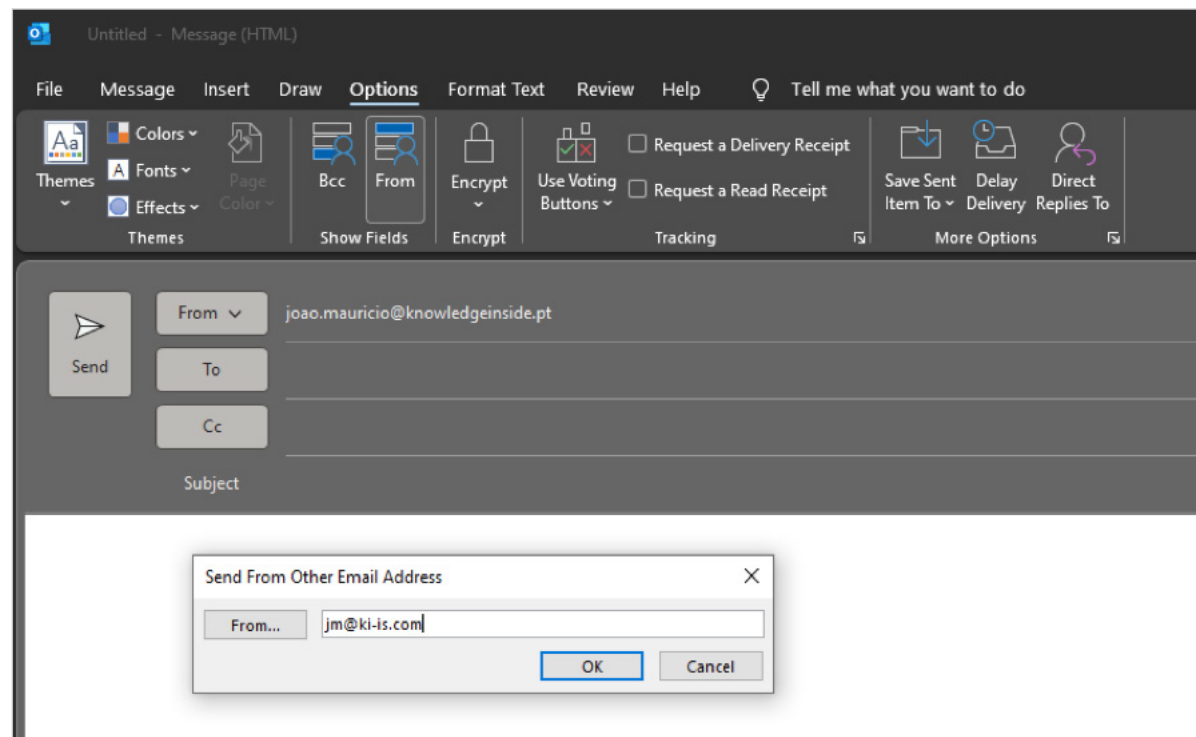 Untitled - Message (HTML)
File Message Insert Draw Options Format Text Review Help Tell me what you want to do
Aa Colors Request a Delivery Receipt
A Fonts
Themes Page Bcc From Encrypt Use Voting Request a Read Receipt Save Sent Delay Direct
Effects Color Buttons Item To Delivery Replies To
Themes Show Fields Encrypt Tracking More Options
From joao.mauricio@knowledgeinside.pt
Send To
Cc
Subject
Send From Other Email Address
From... jm@ki-is.com
OK Cancel